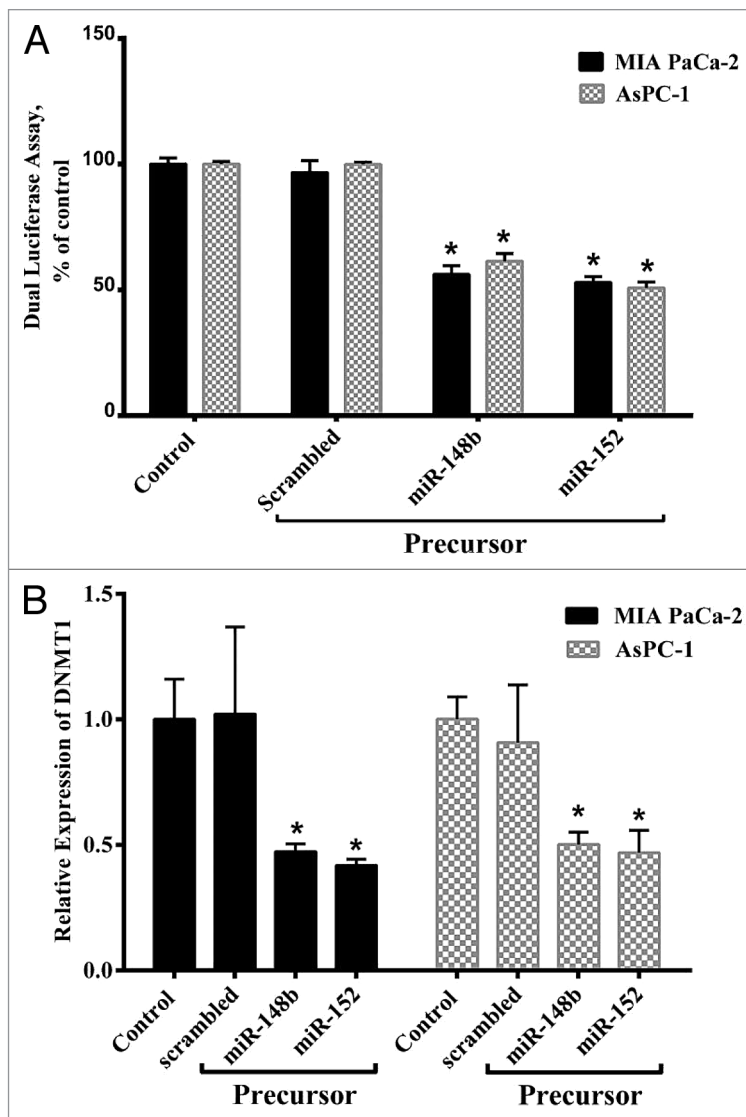 A
150
100
50
0
Dual Luciferase Assay,
% of control
MIA PaCa-2
AsPC-1
* * * *
Control
Scrambled
miR-148b
miR-152
Precursor
B
1.5
1.0
0.5
0.0
Relative Expression of DNMT1
MIA PaCa-2
AsPC-1
* * * *
Control
scrambled
miR-148b
miR-152
Control
scrambled
miR-148b
miR-152
Precursor
Precursor